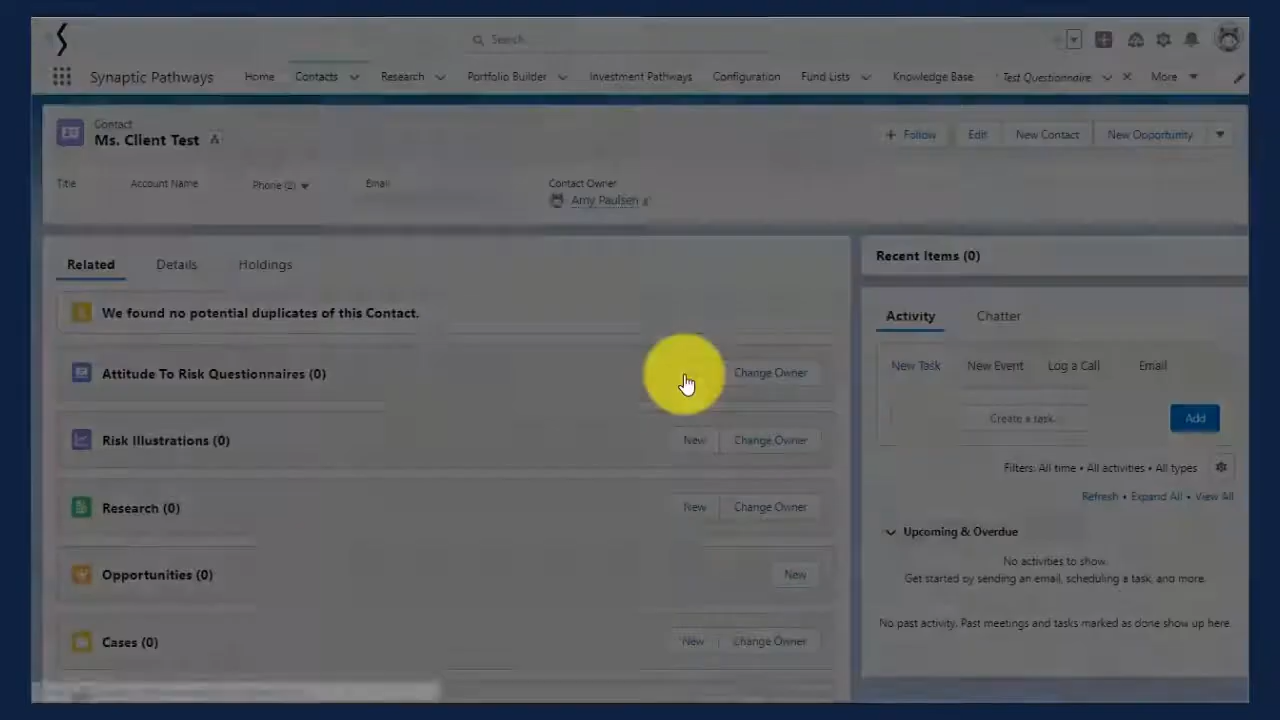 Search
Synaptic Pathways Home Contacts Research Portfolio Builder Investment Pathways Configuration Fund Lists Knowledge Base Test Questionnaire More
Contact
Ms. Client Test
Follow Edit New Contact New Opportunity
Title Account Name Phone (2) Email Contact Owner
Amy Paulsen
Related Details Holdings
Recent Items (0)
We found no potential duplicates of this Contact.
Activity Chatter
Attitude To Risk Questionnaires (0) Change Owner
New Task New Event Log a Call Email
Create a task... Add
Risk Illustrations (0) New Change Owner
Filters: All time • All activities • All types
Refresh • Expand All • View All
Research (0) New Change Owner
Upcoming & Overdue
No activities to show.
Get started by sending an email, scheduling a task, and more.
Opportunities (0) New
No past activity. Past meetings and tasks marked as done show up here.
Cases (0) New Change Owner